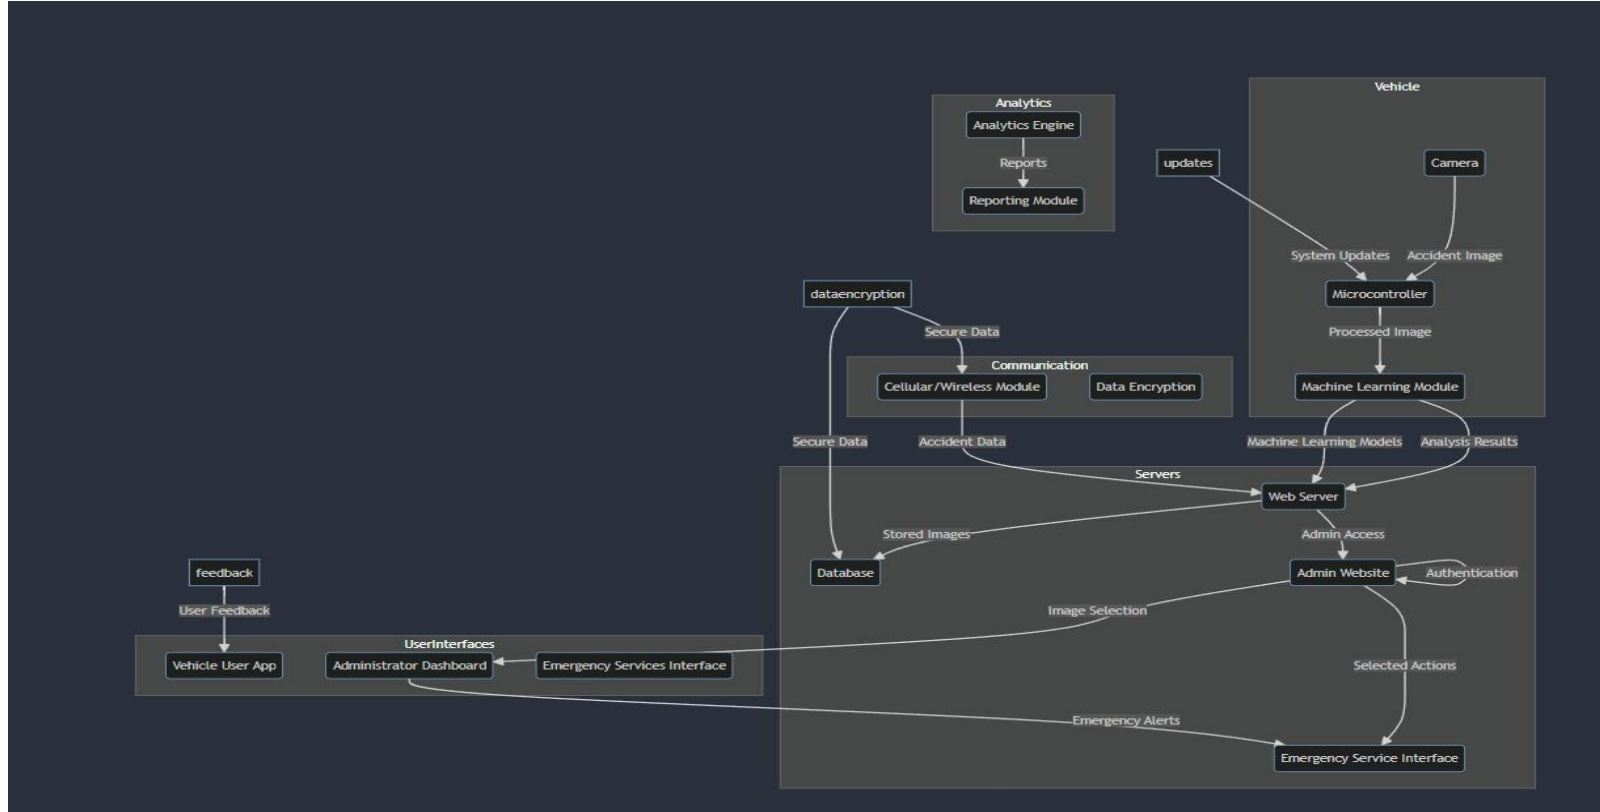 Vehicle
Analytics
Analytics Engine
Reports
updates
Camera
Reporting Module
System Updates
Accident Image
dataencryption
Microcontroller
Secure Data
Processed Image
Communication
Cellular/Wireless Module
Data Encryption
Machine Learning Module
Secure Data
Accident Data
Machine Learning Models
Analysis Results
Servers
Web Server
Stored Images
Admin Access
feedback
Database
Admin Website
Authentication
User Feedback
Image Selection
UserInterfaces
Vehicle User App
Administrator Dashboard
Emergency Services Interface
Selected Actions
Emergency Alerts
Emergency Service Interface